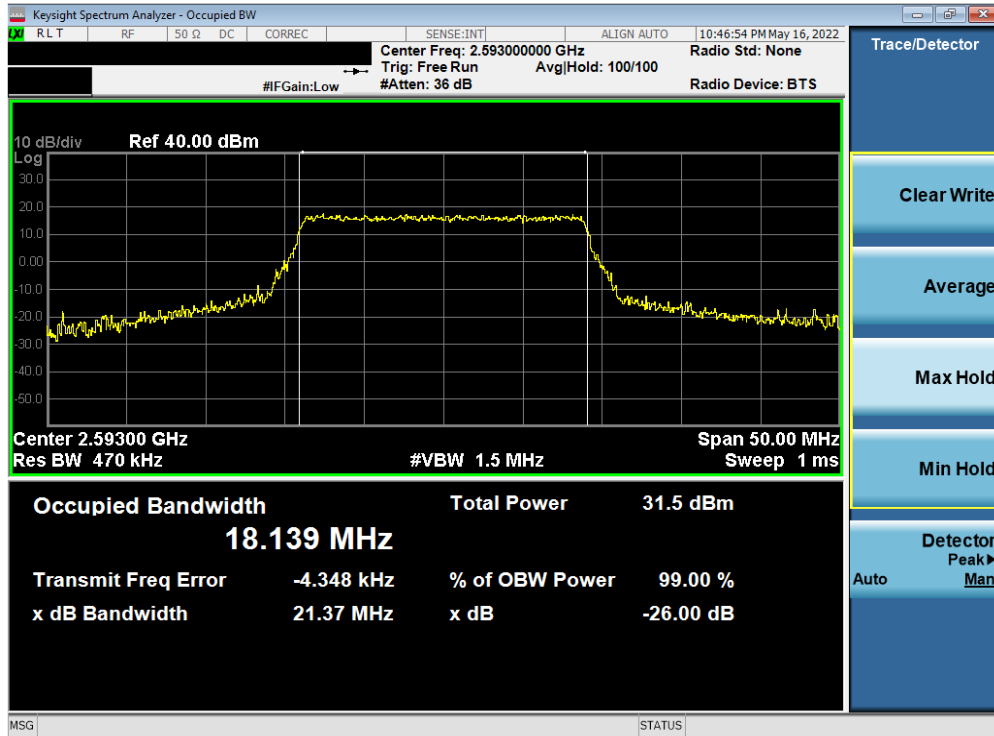 Keysight Spectrum Analyzer - Occupied BW
LXI RLT RF 50 Ω DC CORREC SENSE:INT ALIGN AUTO 10:46:54 PM May 16, 2022
Center Freq: 2.593000000 GHz Radio Std: None
Trig: Free Run Avg|Hold: 100/100
#IFGain:Low #Atten: 36 dB Radio Device: BTS
Trace/Detector
10 dB/div Ref 40.00 dBm
Log
30.0
20.0
10.0
0.00
-10.0
-20.0
-30.0
-40.0
-50.0
Center 2.59300 GHz Span 50.00 MHz
Res BW 470 kHz #VBW 1.5 MHz Sweep 1 ms
Clear Write
Average
Max Hold
Min Hold
Detector
Peak▶
Auto Man
Occupied Bandwidth Total Power 31.5 dBm
18.139 MHz
Transmit Freq Error -4.348 kHz % of OBW Power 99.00 %
x dB Bandwidth 21.37 MHz x dB -26.00 dB
MSG STATUS